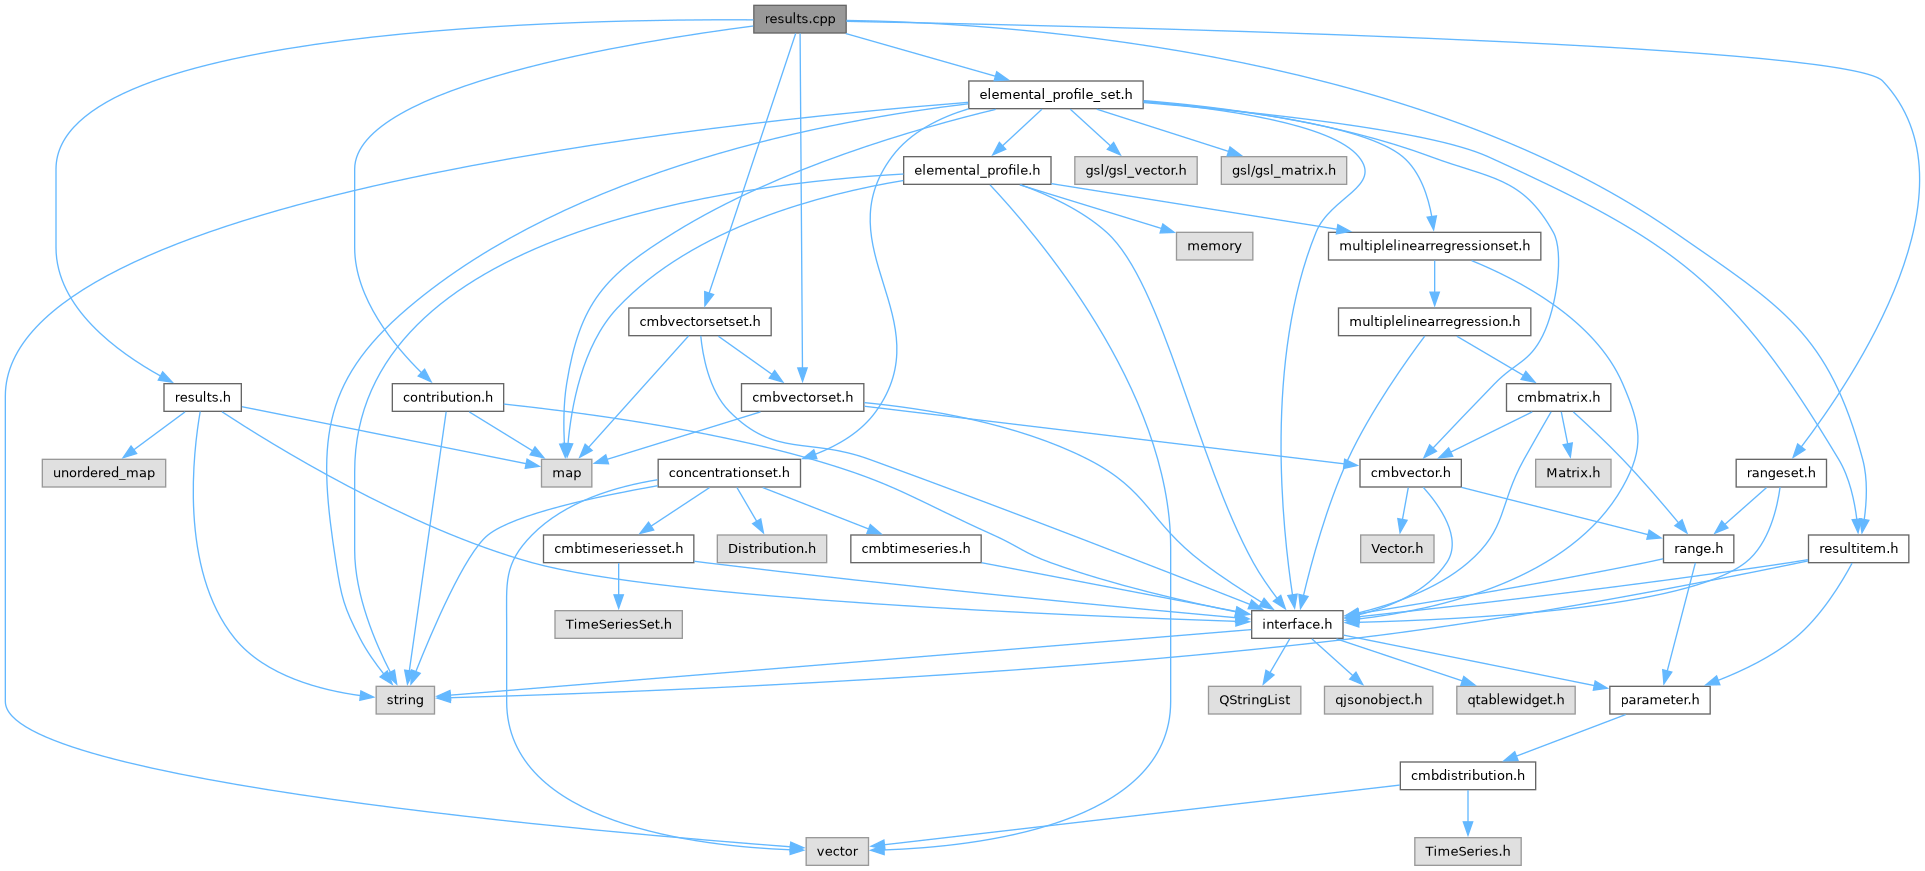 results.cpp
elemental_profile_set.h
elemental_profile.h
gsl/gsl_vector.h
gsl/gsl_matrix.h
memory
multiplelinearregressionset.h
cmbvectorsetset.h
multiplelinearregression.h
results.h
contribution.h
cmbvectorset.h
cmbmatrix.h
unordered_map
map
concentrationset.h
cmbvector.h
Matrix.h
rangeset.h
cmbtimeseriesset.h
Distribution.h
cmbtimeseries.h
Vector.h
range.h
resultitem.h
TimeSeriesSet.h
interface.h
string
QStringList
qjsonobject.h
qtablewidget.h
parameter.h
cmbdistribution.h
vector
TimeSeries.h